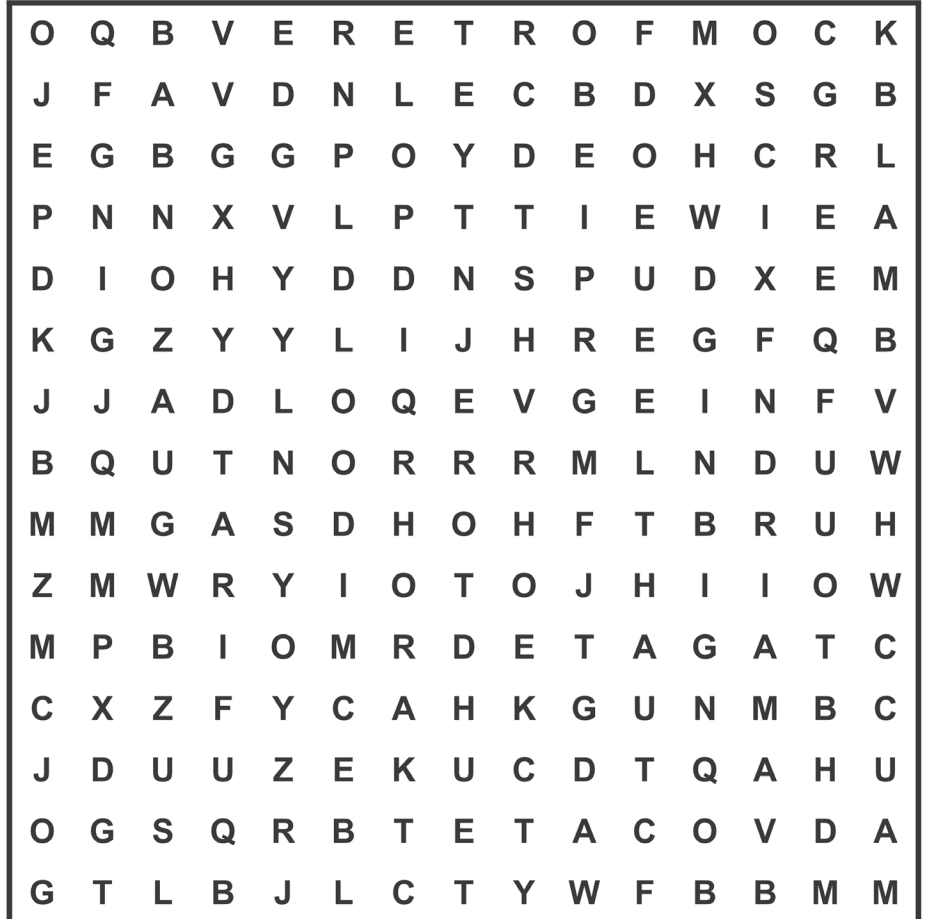 O Q B V E R E T R O F M O C K
J F A V D N L E C B D X S G B
E G B G G P O Y D E O H C R L
P N N X V L P T T I E W I E A
D I O H Y D D N S P U D X E M
K G Z Y Y L I J H R E G F Q B
J J A D L O Q E V G E I N F V
B Q U T N O R R R M L N D U W
M M G A S D H O H F T B R U H
Z M W R Y I O T O J H I I O W
M P B I O M R D E T A G A T C
C X Z F Y C A H K G U N M B C
J D U U Z E K U C D T Q A H U
O G S Q R B T E T A C O V D A
G T L B J L C T Y W F B B M M